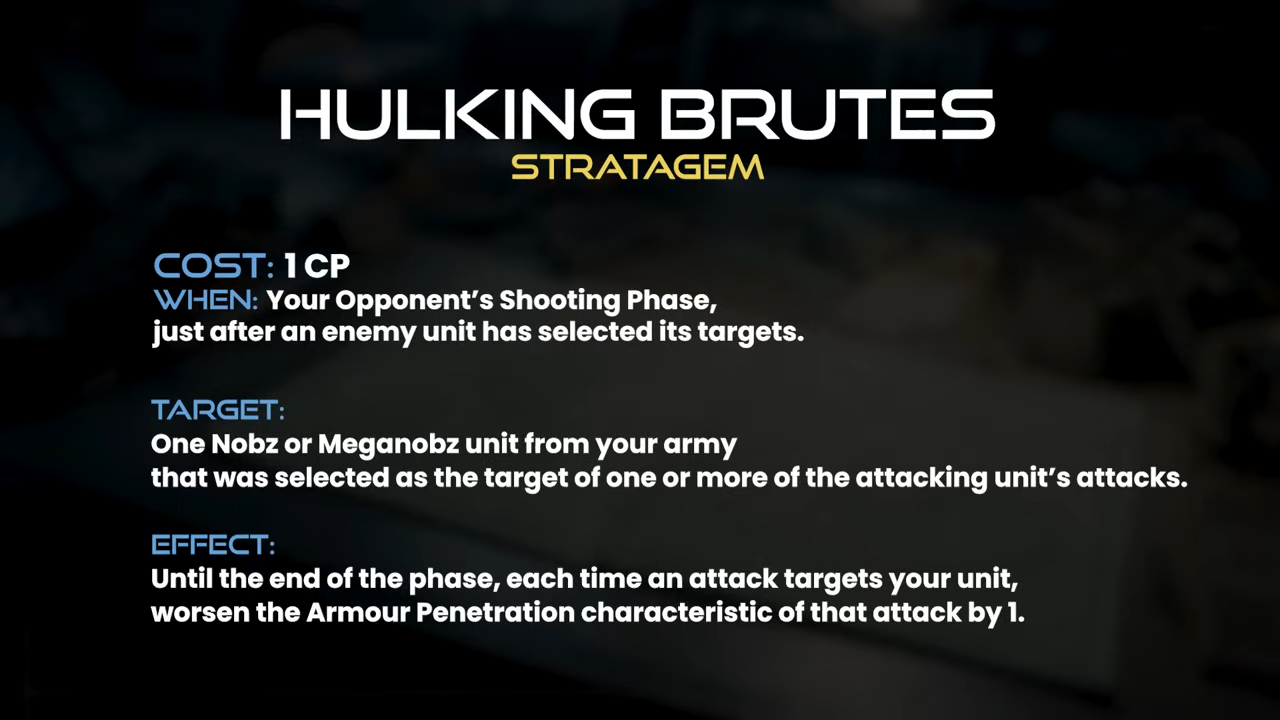 HULKING BRUTES
STRATAGEM
COST: 1 CP
WHEN: Your Opponent's Shooting Phase,
just after an enemy unit has selected its targets.
TARGET:
One Nobz or Meganobz unit from your army
that was selected as the target of one or more of the attacking unit's attacks.
EFFECT:
Until the end of the phase, each time an attack targets your unit,
worsen the Armour Penetration characteristic of that attack by 1.